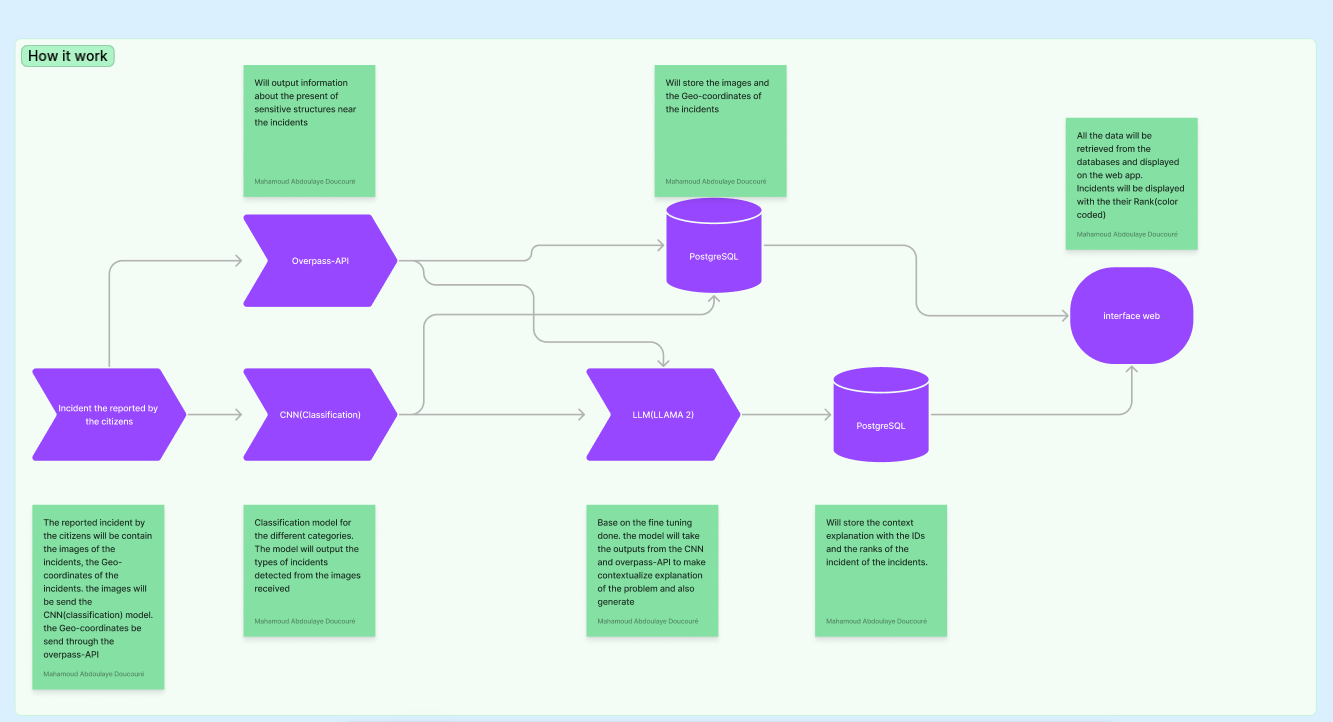 How it work
Will output information
about the present of
sensitive structures near
the incidents
Mahamoud Abdoulaye Doucouré
Will store the images and
the Geo-coordinates of
the incidents
Mahamoud Abdoulaye Doucouré
All the data will be
retrieved from the
databases and displayed
on the web app.
Incidents will be displayed
with the their Rank(color
coded)
Mahamoud Abdoulaye Doucouré
Overpass-API
PostgreSQL
interface web
Incident the reported by
the citizens
CNN(Classification)
LLM(LLAMA 2)
PostgreSQL
The reported incident by
the citizens will be contain
the images of the
incidents, the Geo-
coordinates of the
incidents. the images will
be send the
CNN(classification) model.
the Geo-coordinates be
send through the
overpass-API
Mahamoud Abdoulaye Doucouré
Classification model for
the different categories.
The model will output the
types of incidents
detected from the images
received
Mahamoud Abdoulaye Doucouré
Base on the fine tuning
done. the model will take
the outputs from the CNN
and overpass-API to make
contextualize explanation
of the problem and also
generate
Mahamoud Abdoulaye Doucouré
Will store the context
explanation with the IDs
and the ranks of the
incident of the incidents.
Mahamoud Abdoulaye Doucouré